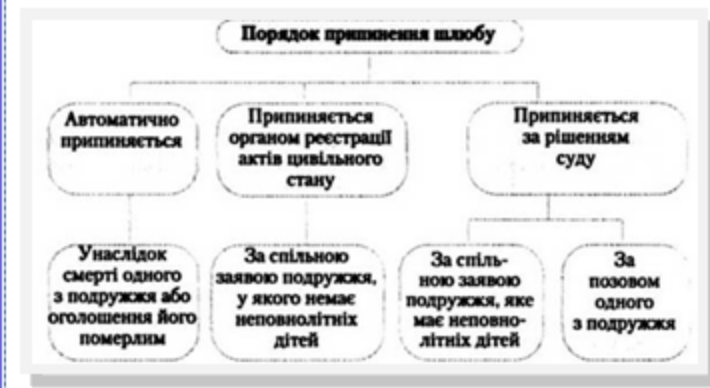 Порядок припинення шлюбу
Автоматично
припиняється
Припиняється
органом реєстрації
актів цивільного
стану
Припиняється
за рішенням
суду
Унаслідок
смерті одного
з подружжя або
оголошення його
померлим
За спільною
заявою подружжя,
у якого немає
неповнолітніх
дітей
За спіль-
ною заявою
подружжя, яке
має неповно-
літніх дітей
За
позовом
одного
з подружжя